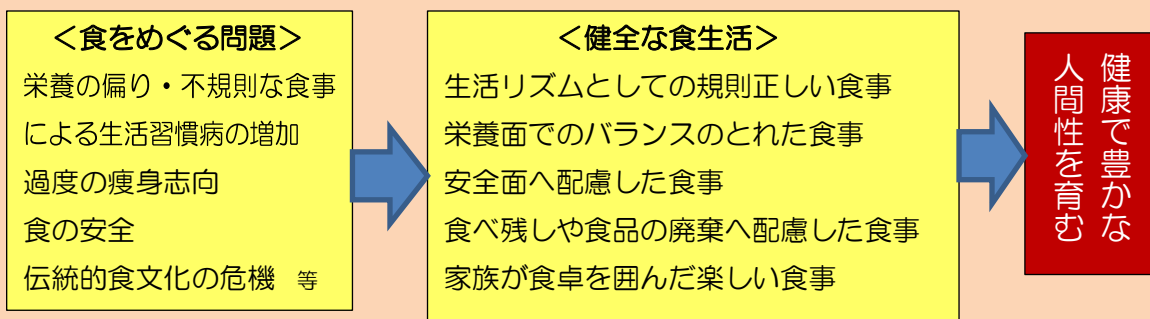 ＜食をめぐる問題＞
栄養の偏り・不規則な食事
による生活習慣病の増加
過度の痩身志向
食の安全
伝統的食文化の危機　等
＜健全な食生活＞
生活リズムとしての規則正しい食事
栄養面でのバランスのとれた食事
安全面へ配慮した食事
食べ残しや食品の廃棄へ配慮した食事
家族が食卓を囲んだ楽しい食事
健康で豊かな
人間性を育む